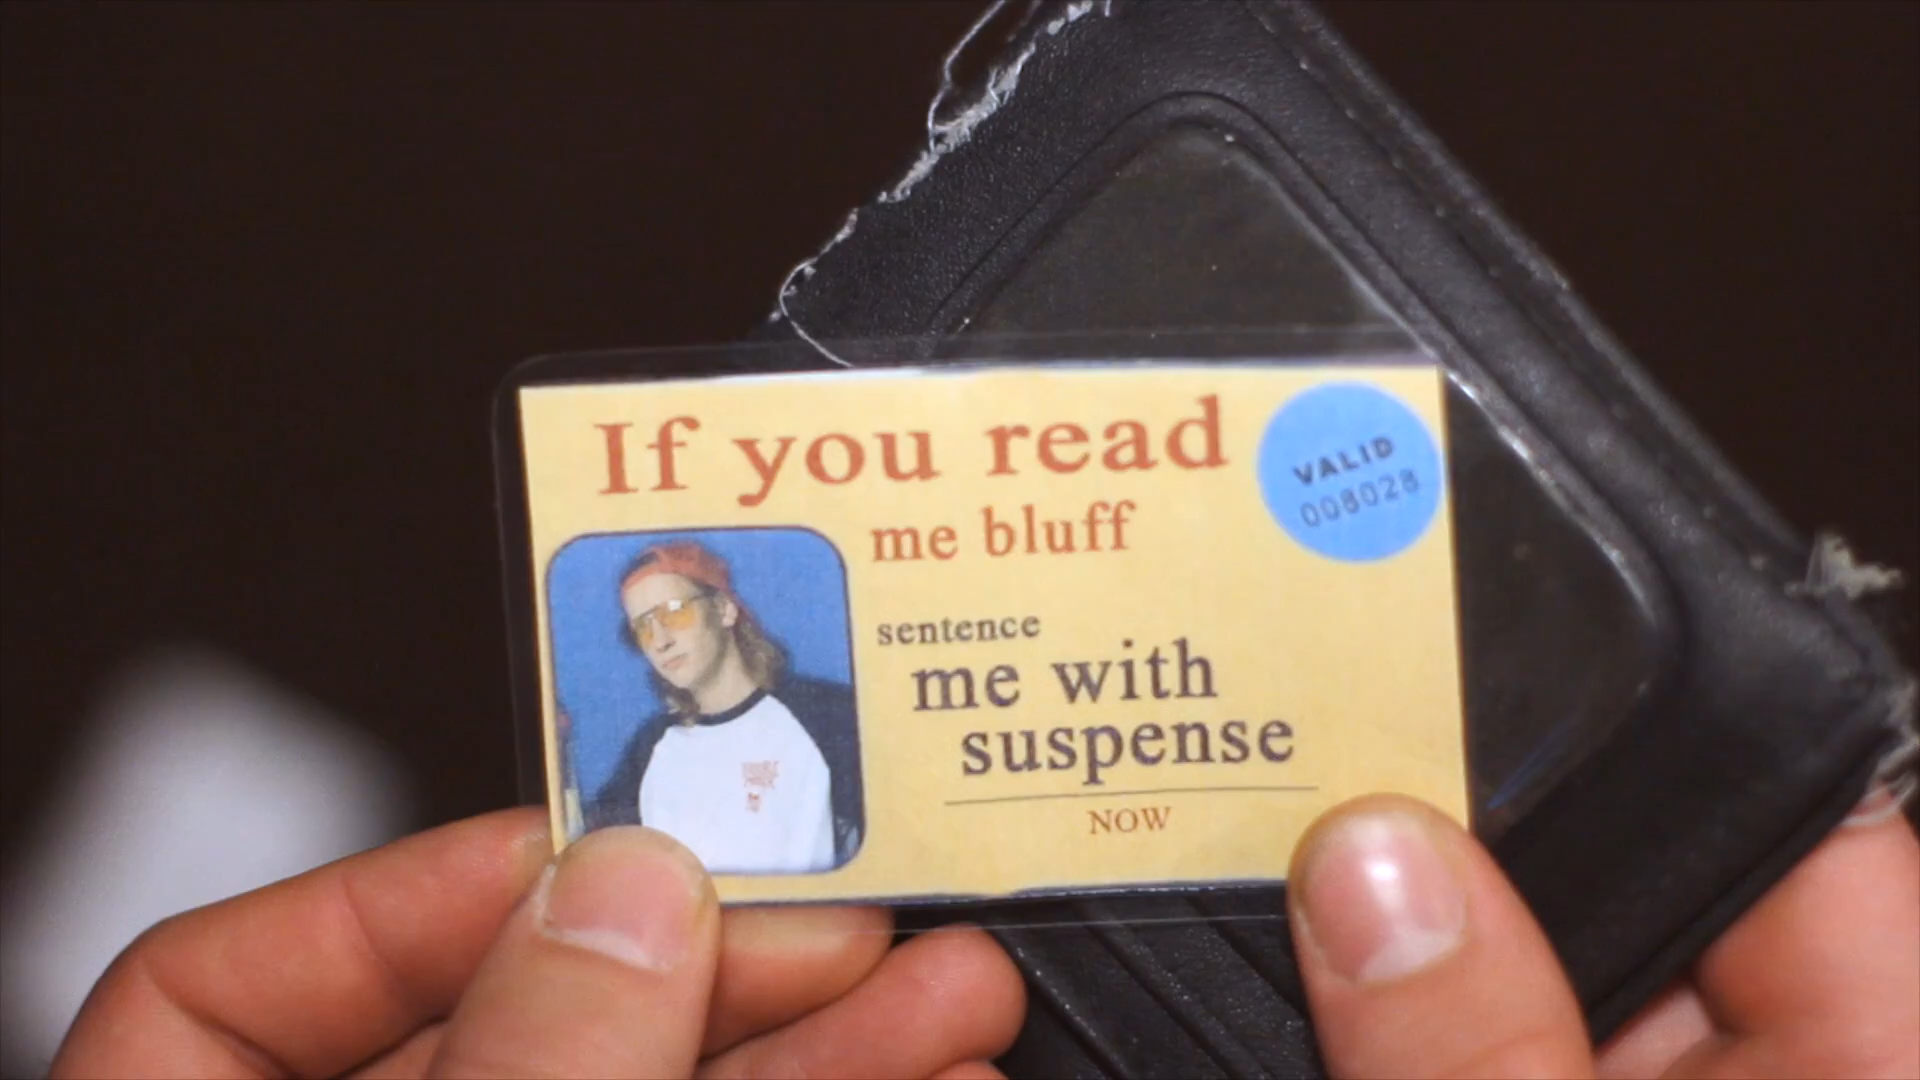 If you read
me bluff
VALID
008028
sentence
me with
suspense
NOW